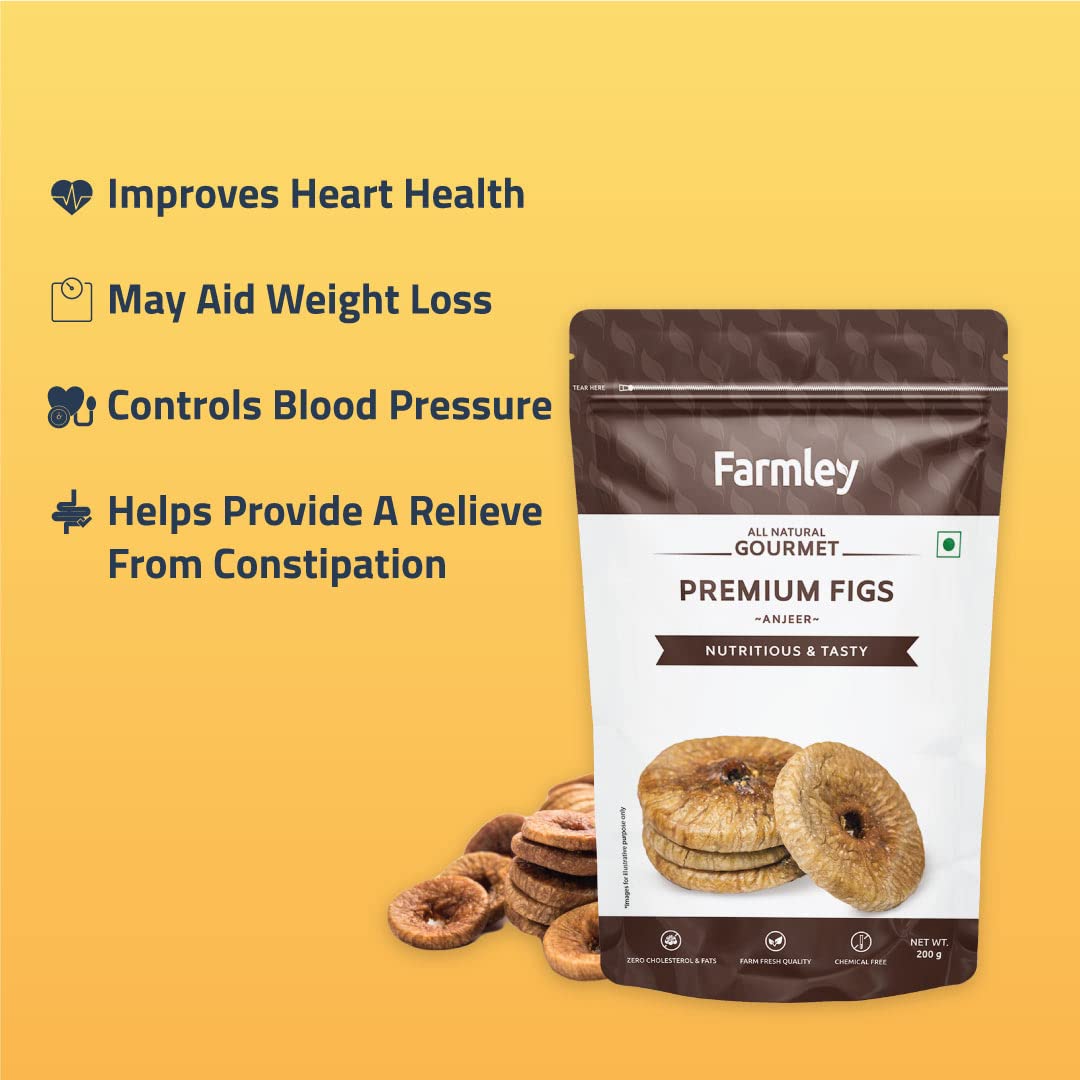 Improves Heart Health
May Aid Weight Loss
Controls Blood Pressure
Helps Provide A Relieve
From Constipation
TEAR HERE
Farmley
ALL NATURAL
GOURMET
PREMIUM FIGS
~ANJEER~
NUTRITIOUS & TASTY
*Images for illustrative purpose only
ZERO CHOLESTEROL & FATS
FARM FRESH QUALITY
CHEMICAL FREE
NET WT.
200 g